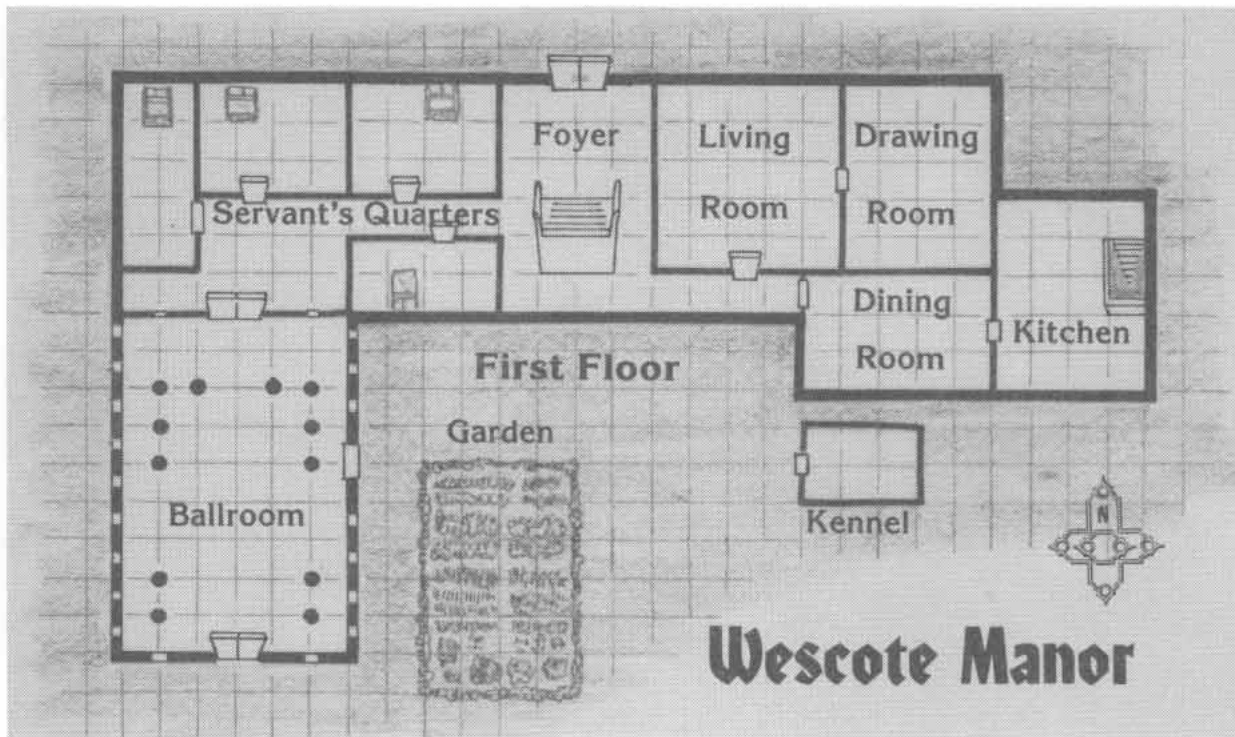 Foyer
Living
Room
Drawing
Room
Servant's Quarters
Dining
Room
Kitchen
First Floor
Garden
Ballroom
Kennel
N
Wescote Manor